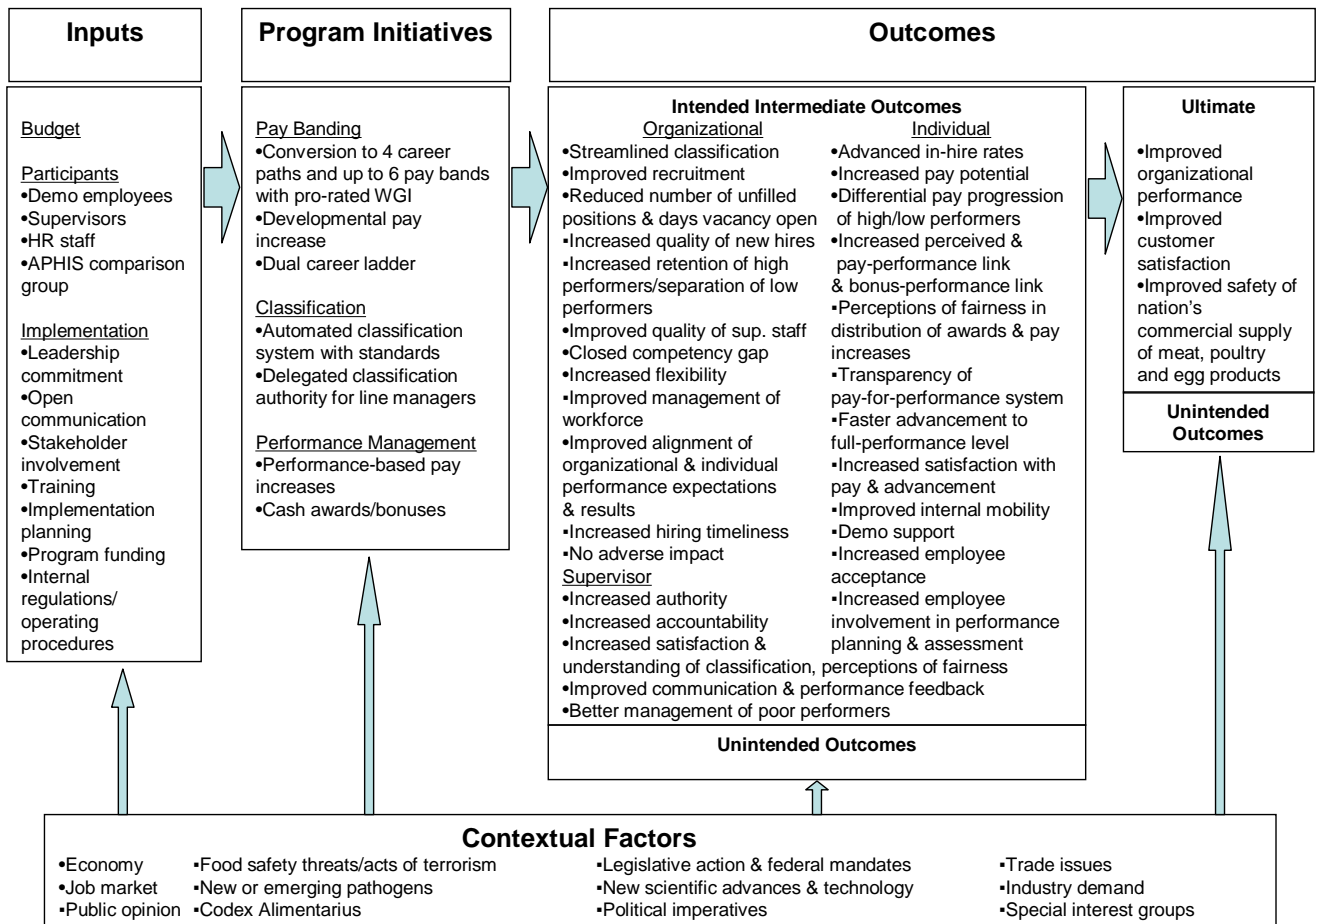 Inputs
Program Initiatives
Outcomes
Budget
Participants
•Demo employees
•Supervisors
•HR staff
•APHIS comparison
group
Implementation
•Leadership
commitment
•Open
communication
•Stakeholder
involvement
•Training
•Implementation
planning
•Program funding
•Internal
regulations/
operating
procedures
Pay Banding
•Conversion to 4 career
paths and up to 6 pay bands
with pro-rated WGI
•Developmental pay
increase
•Dual career ladder
Classification
•Automated classification
system with standards
•Delegated classification
authority for line managers
Performance Management
•Performance-based pay
increases
•Cash awards/bonuses
Intended Intermediate Outcomes
Organizational
•Streamlined classification
•Improved recruitment
•Reduced number of unfilled
positions & days vacancy open
▪Increased quality of new hires
▪Increased retention of high
performers/separation of low
performers
•Improved quality of sup. staff
•Closed competency gap
•Increased flexibility
▪Improved management of
workforce
•Improved alignment of
organizational & individual
performance expectations
& results
▪Increased hiring timeliness
▪No adverse impact
Supervisor
•Increased authority
•Increased accountability
•Increased satisfaction &
understanding of classification, perceptions of fairness
•Improved communication & performance feedback
•Better management of poor performers
Individual
•Advanced in-hire rates
•Increased pay potential
•Differential pay progression
of high/low performers
•Increased perceived &
pay-performance link
& bonus-performance link
▪Perceptions of fairness in
distribution of awards & pay
increases
▪Transparency of
pay-for-performance system
▪Faster advancement to
full-performance level
▪Increased satisfaction with
pay & advancement
▪Improved internal mobility
▪Demo support
▪Increased employee
acceptance
▪Increased employee
involvement in performance
planning & assessment
Unintended Outcomes
Ultimate
•Improved
organizational
performance
•Improved
customer
satisfaction
•Improved safety of
nation’s
commercial supply
of meat, poultry
and egg products
Unintended
Outcomes
Contextual Factors
•Economy
•Job market
•Public opinion
▪Food safety threats/acts of terrorism
▪New or emerging pathogens
▪Codex Alimentarius
▪Legislative action & federal mandates
▪New scientific advances & technology
▪Political imperatives
▪Trade issues
▪Industry demand
▪Special interest groups